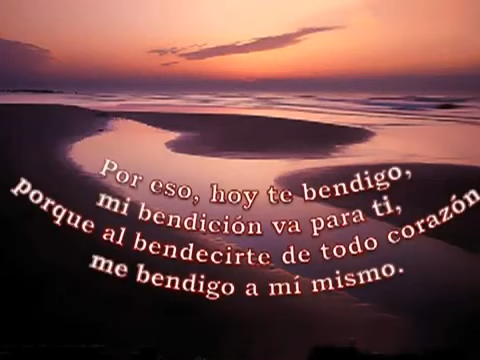 Por eso, hoy te bendigo,
mi bendición va para ti,
porque al bendecirte de todo corazón
me bendigo a mí mismo.